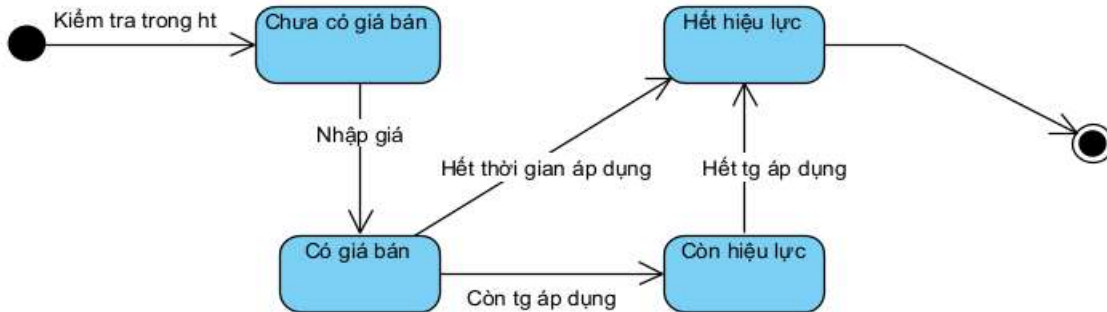 Kiểm tra trong ht
Chưa có giá bán
Hết hiệu lực
Nhập giá
Hết thời gian áp dụng
Hết tg áp dụng
Có giá bán
Còn tg áp dụng
Còn hiệu lực